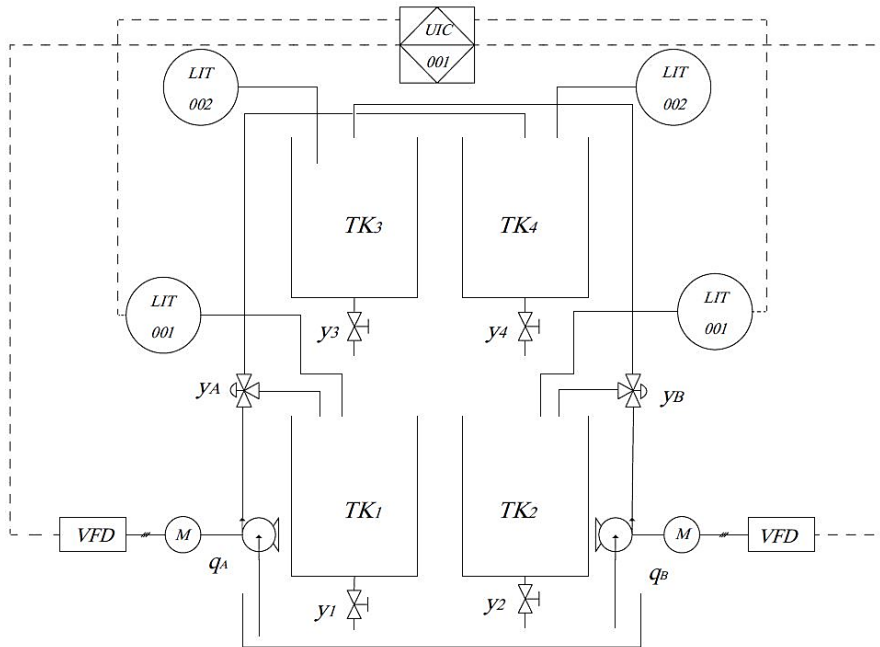 UIC
001
LIT
002
LIT
002
TK3
TK4
LIT
001
LIT
001
y3
y4
yA
yB
TK1
TK2
VFD
M
M
VFD
qA
qB
y1
y2